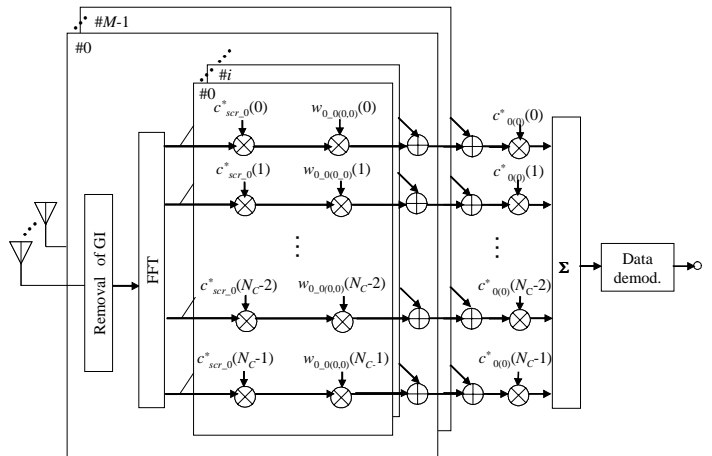 #M-1
#0
#i
#0
c*scr_0(0) w0_0(0,0)(0) c*0(0)(0)
c*scr_0(1) w0_0(0,0)(1) c*0(0)(1)
Removal of GI
FFT
Σ
Data
demod.
c*scr_0(NC-2) w0_0(0,0)(NC-2) c*0(0)(NC-2)
c*scr_0(NC-1) w0_0(0,0)(NC-1) c*0(0)(NC-1)